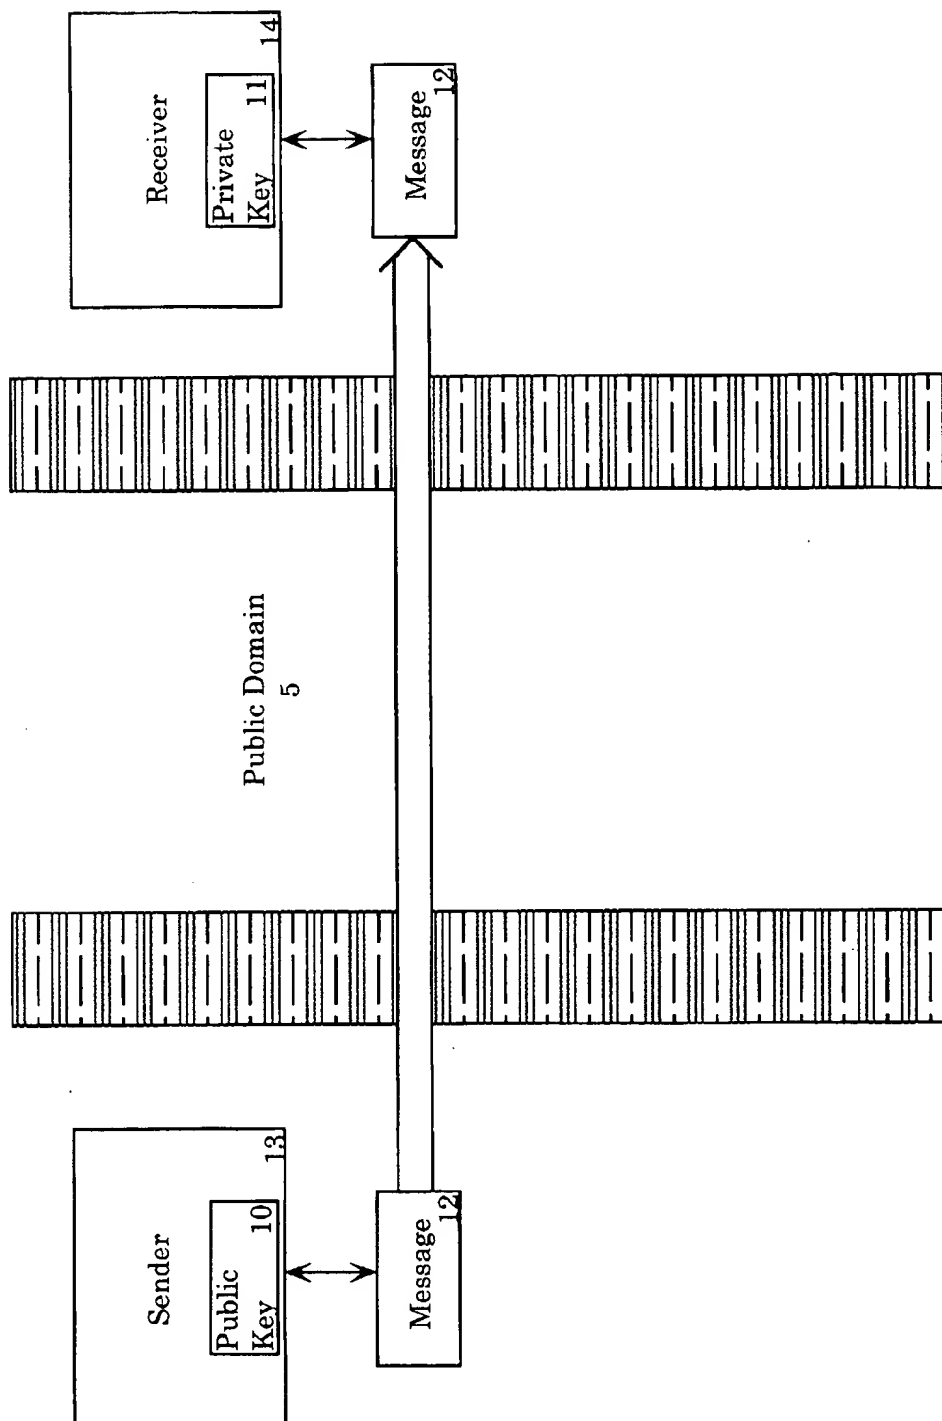 Sender
Public
Key 10
13
Message
12
Public Domain
5
Receiver
Private
Key 11
14
Message
12